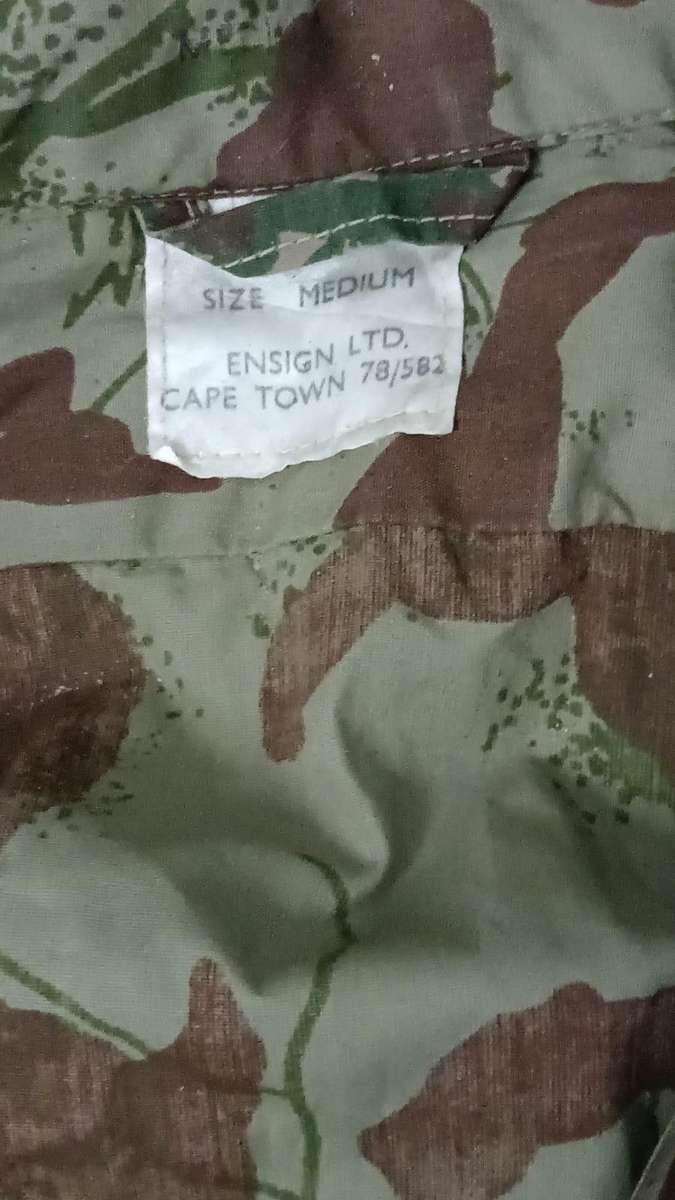 SIZE MEDIUM
ENSIGN LTD.
CAPE TOWN 78/582